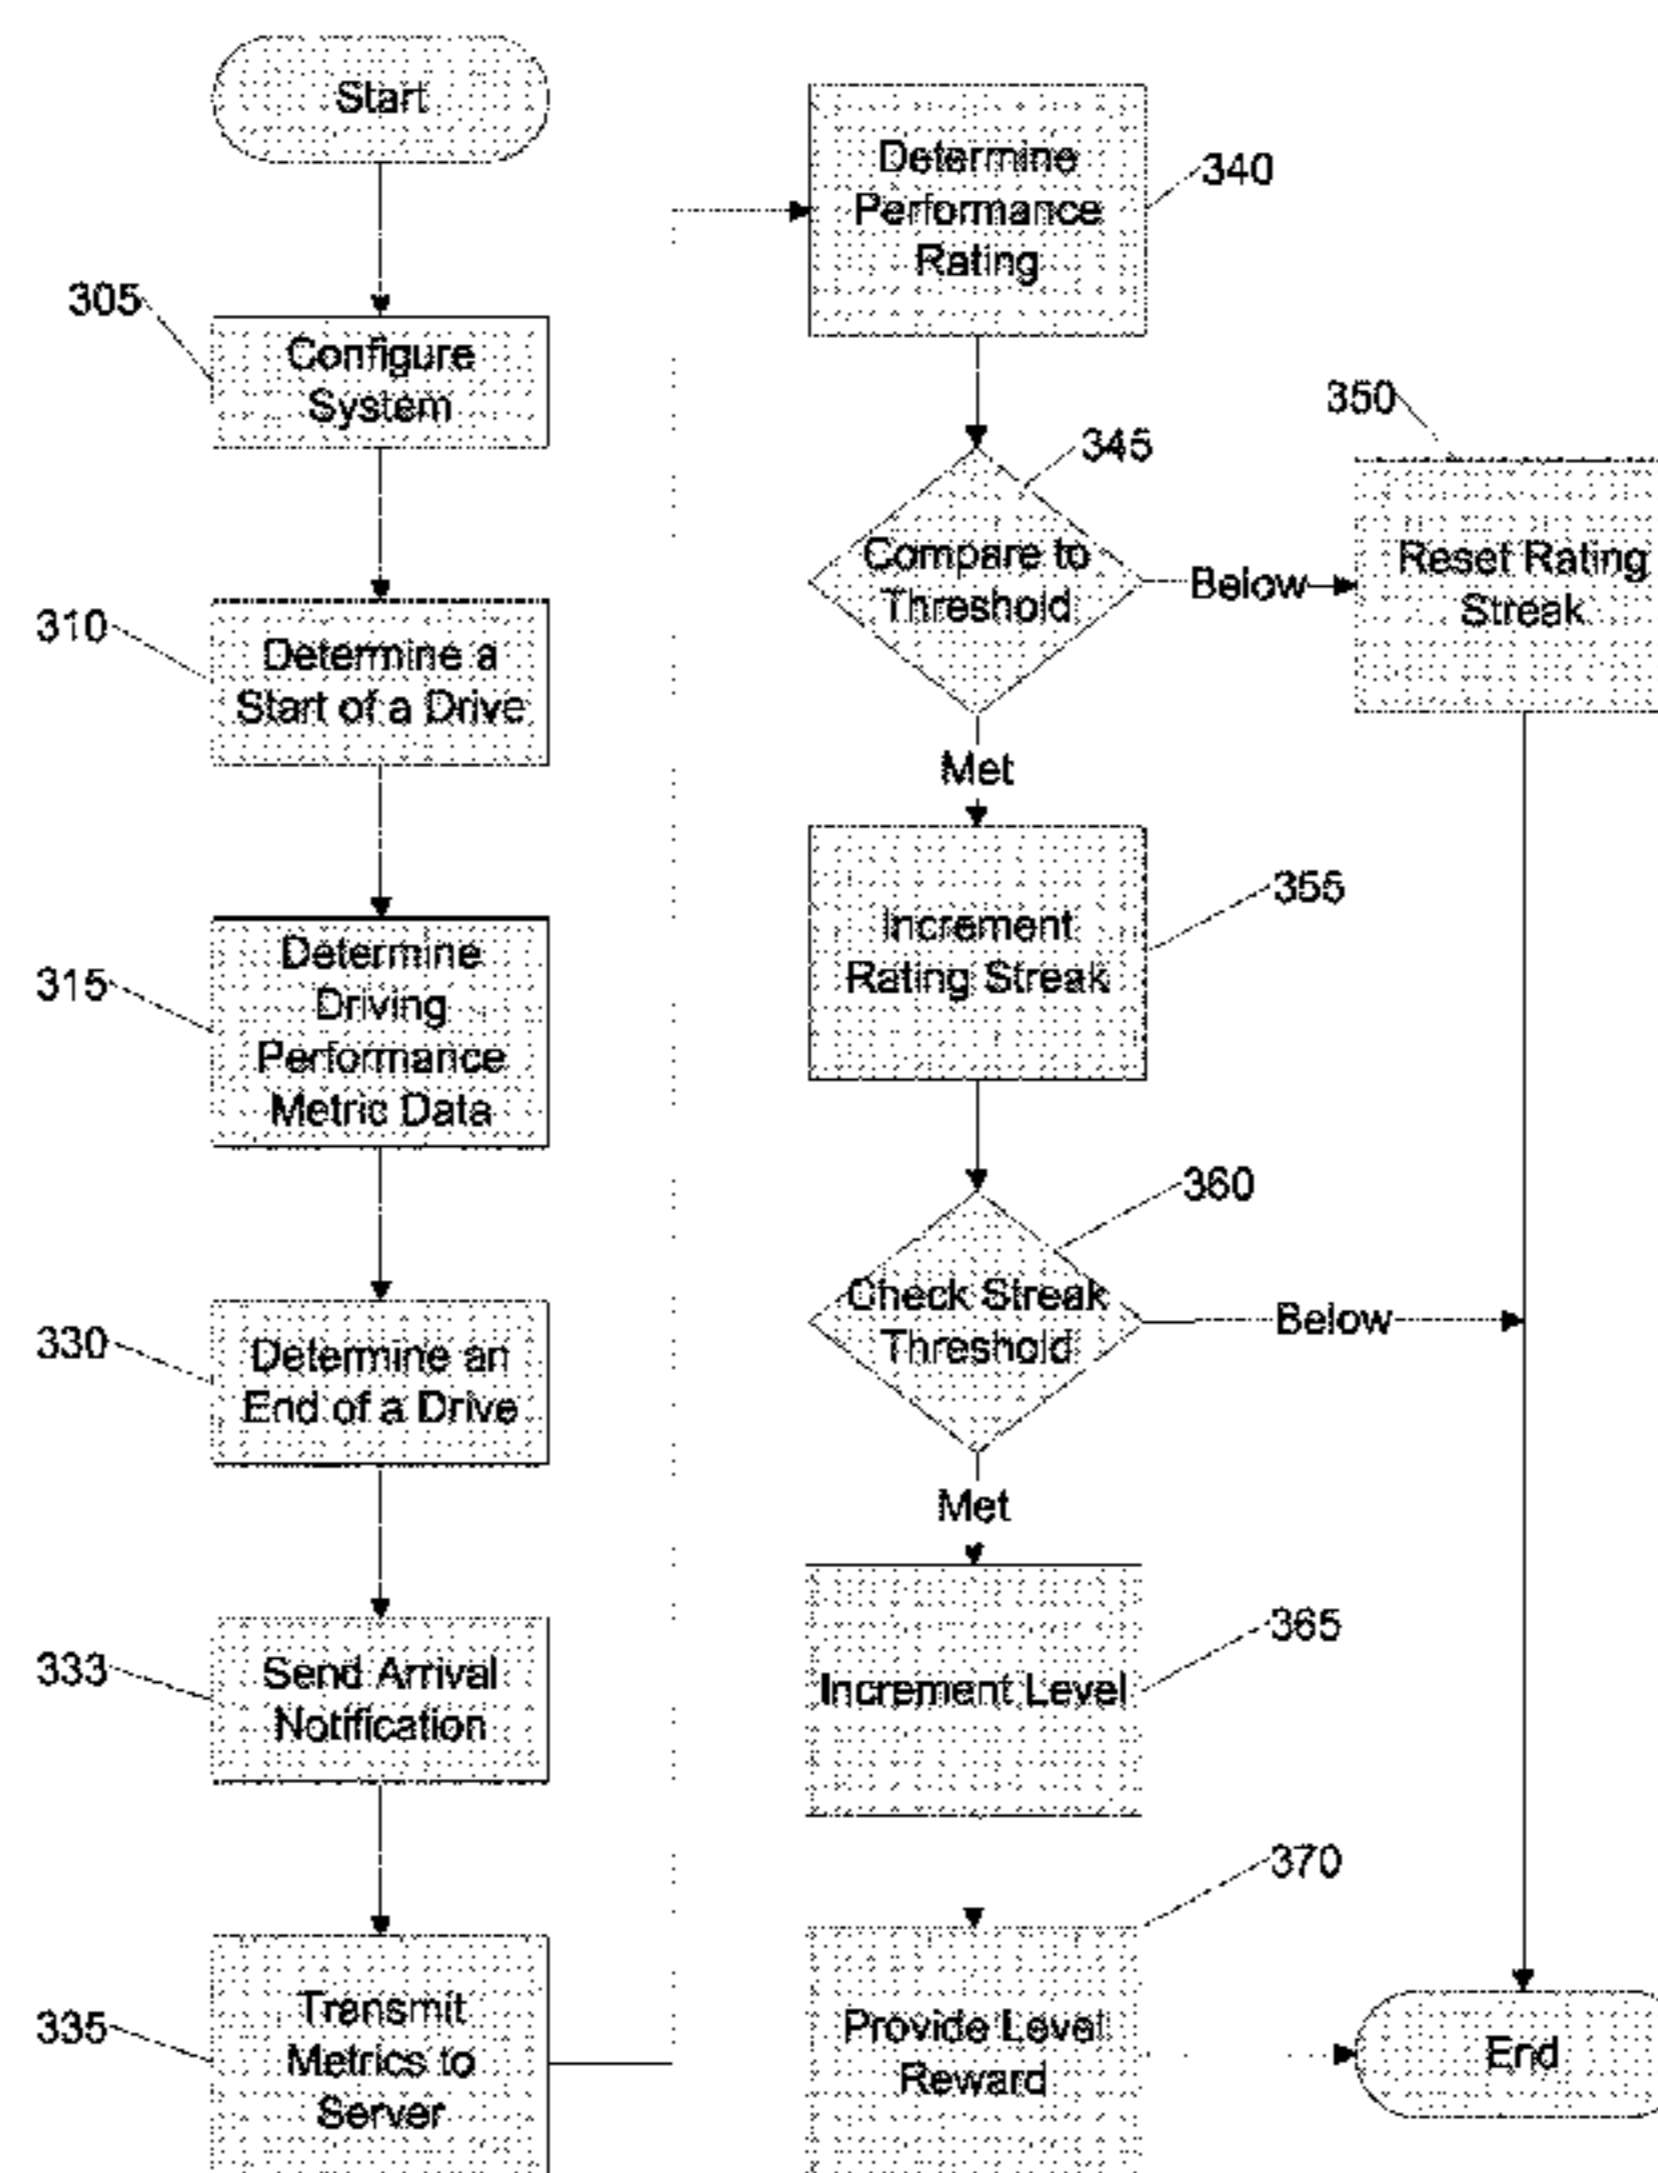 Start
305
Configure
System
310
Determine a
Start of a Drive
315
Determine
Driving
Performance
Metric Data
330
Determine an
End of a Drive
333
Send Arrival
Notification
335
Transmit
Metrics to
Server
Determine
Performance
Rating
340
345
Compare to
Threshold
Below
350
Reset Rating
Streak
Met
Increment
Rating Streak
355
360
Check Streak
Threshold
Below
Met
Increment Level
365
370
Provide Level
Reward
End